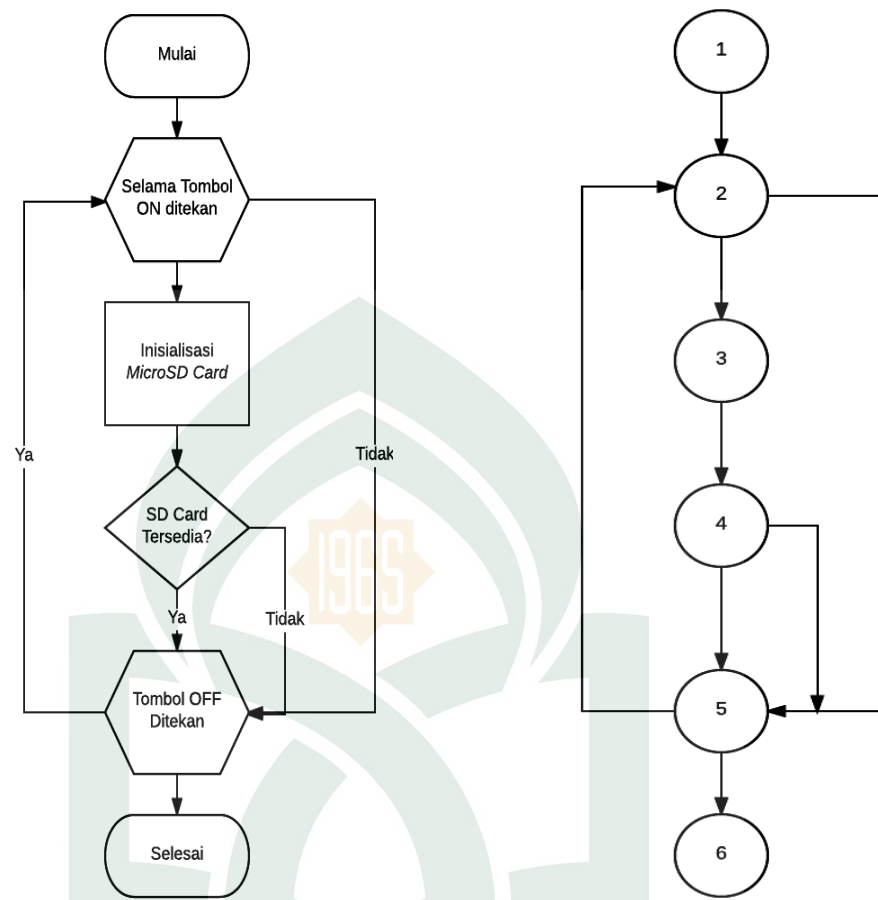 Mulai
Selama Tombol
ON ditekan
Inisialisasi
MicroSD Card
Ya
Tidak
SD Card
Tersedia?
Ya
Tidak
Tombol OFF
Ditekan
Selesai
1
2
3
4
5
6
1965